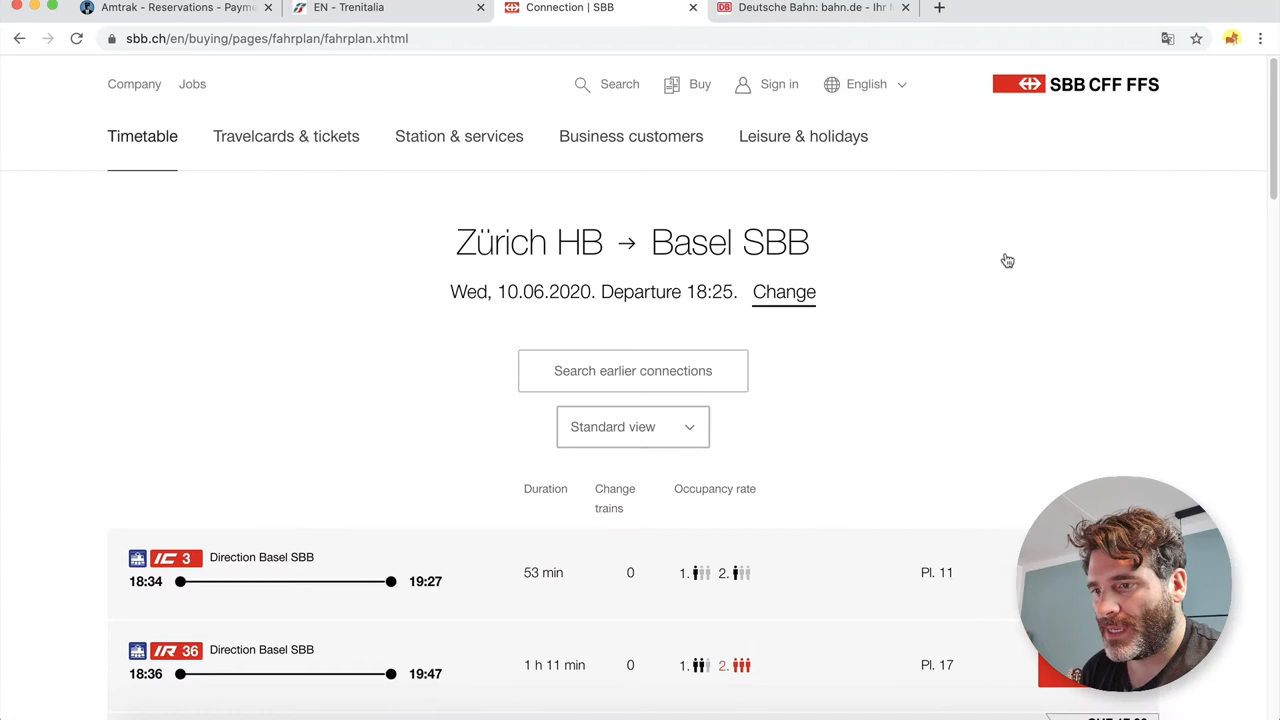 Amtrak - Reservations - Payme
EN - Trenitalia
Connection | SBB
DB Deutsche Bahn: bahn.de - Ihr M
sbb.ch/en/buying/pages/fahrplan/fahrplan.xhtml
Company Jobs Search Buy Sign in English SBB CFF FFS
Timetable Travelcards & tickets Station & services Business customers Leisure & holidays
Zürich HB → Basel SBB
Wed, 10.06.2020. Departure 18:25. Change
Search earlier connections
Standard view
Duration Change trains Occupancy rate
IC 3 Direction Basel SBB
18:34 19:27 53 min 0 1. 2. Pl. 11
IR 36 Direction Basel SBB
18:36 19:47 1 h 11 min 0 1. 2. Pl. 17